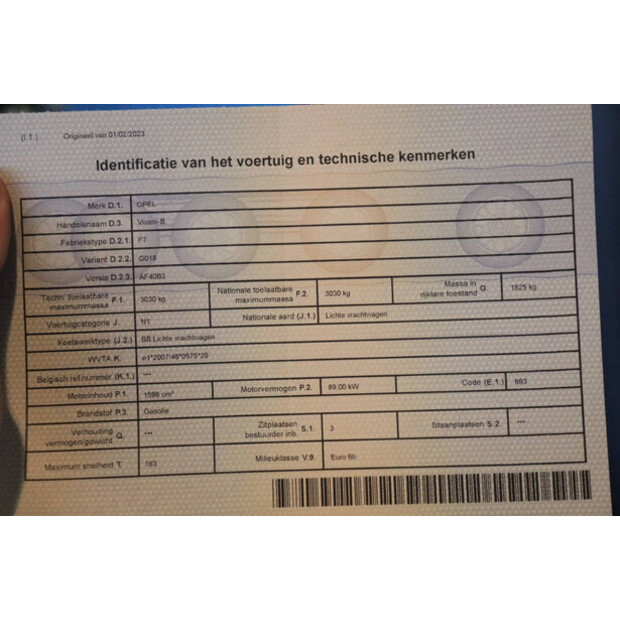 (I.1.) Origineel van 01/02/2023
Identificatie van het voertuig en technische kenmerken
Merk D.1. OPEL
Handelsnaam D.3. Vivaro-B
Fabriekstype D.2.1. F7
Variant D.2.2. G018
Versie D.2.3. AF40B3
Techn. toelaatbare maximummassa F.1. 3030 kg Nationale toelaatbare maximummassa F.2. 3030 kg Massa in rijklare toestand G. 1825 kg
Voertuigcategorie J. N1 Nationale aard (J.1.) Lichte vrachtwagen
Koetswerktype (J.2.) BB Lichte vrachtwagen
WVTA K. e1*2007/46*0575*20
Belgisch ref.nummer (K.1.) ---
Motorinhoud P.1. 1598 cm³ Motorvermogen P.2. 89,00 kW Code (E.1.) 663
Brandstof P.3. Gasolie
Verhouding vermogen/gewicht Q. --- Zitplaatsen bestuurder inb. S.1. 3 Staanplaatsen S.2. ---
Maximum snelheid T. 163 Milieuklasse V.9. Euro 6b